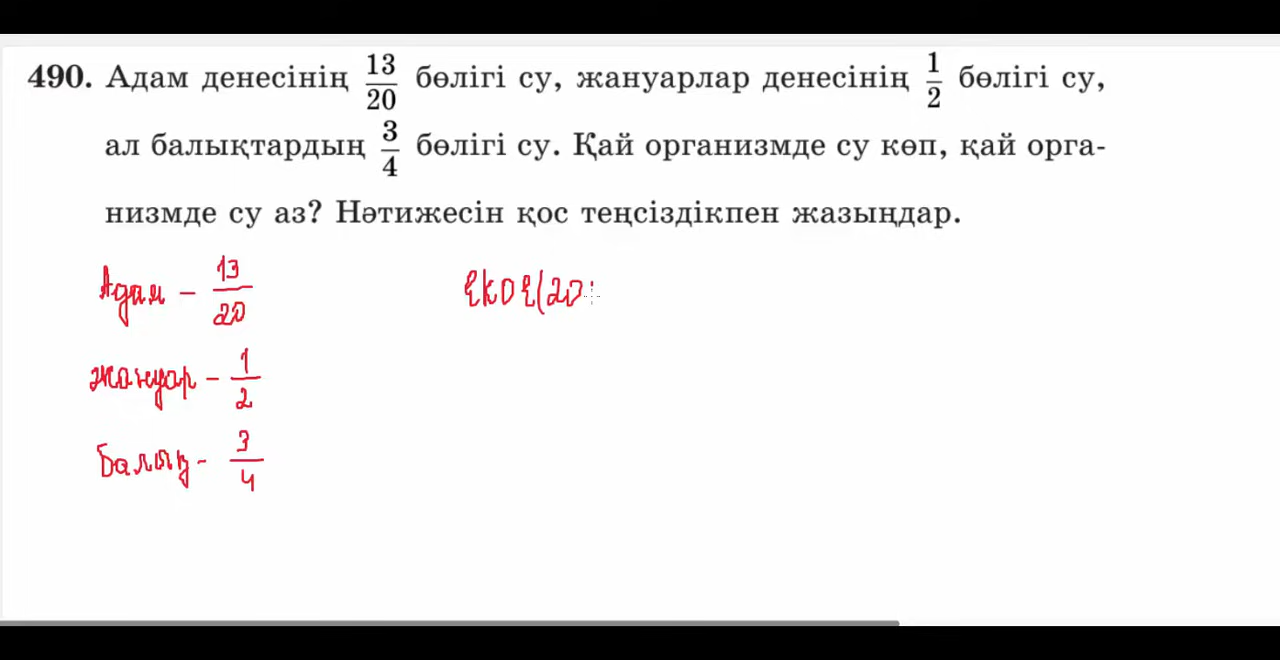 490. Адам денесінің 13/20 бөлігі су, жануарлар денесінің 1/2 бөлігі су,
ал балықтардың 3/4 бөлігі су. Қай организмде су көп, қай орга-
низмде су аз? Нәтижесін қос теңсіздікпен жазыңдар.
Адам – 13/20
ЕКОЕ(20;
жануар – 1/2
Балық – 3/4